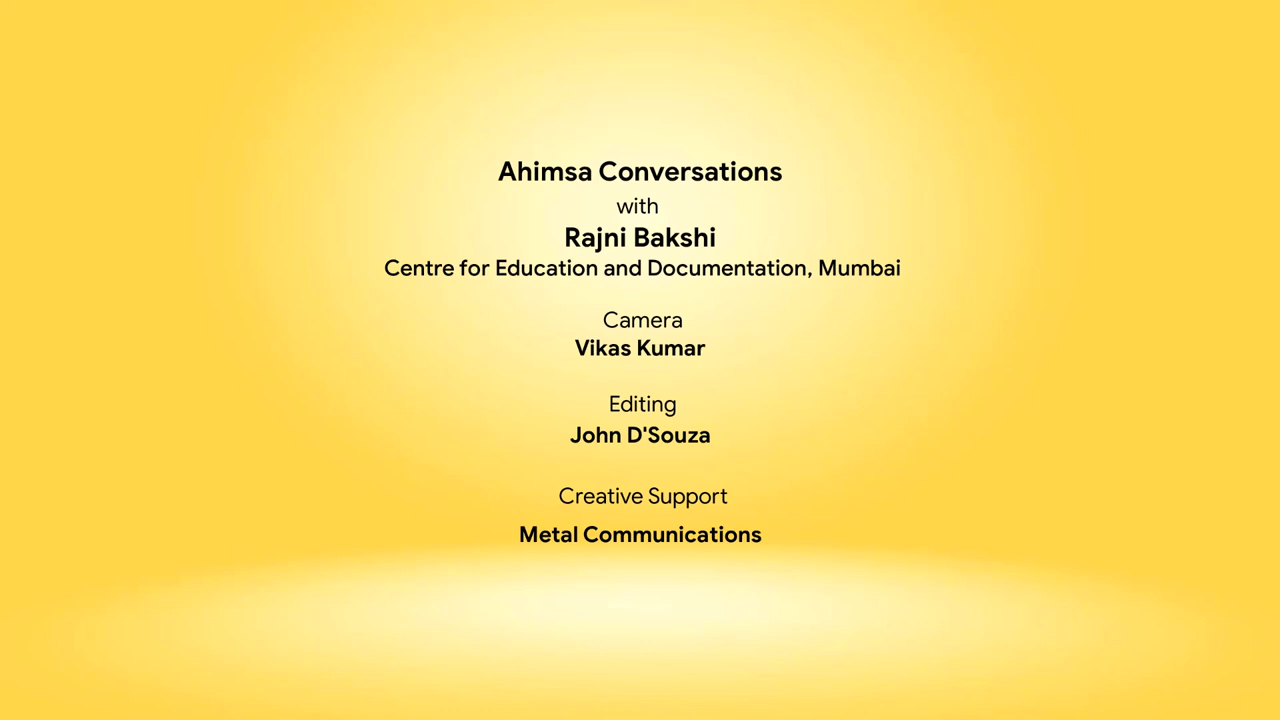 Ahimsa Conversations
with
Rajni Bakshi
Centre for Education and Documentation, Mumbai
Camera
Vikas Kumar
Editing
John D'Souza
Creative Support
Metal Communications